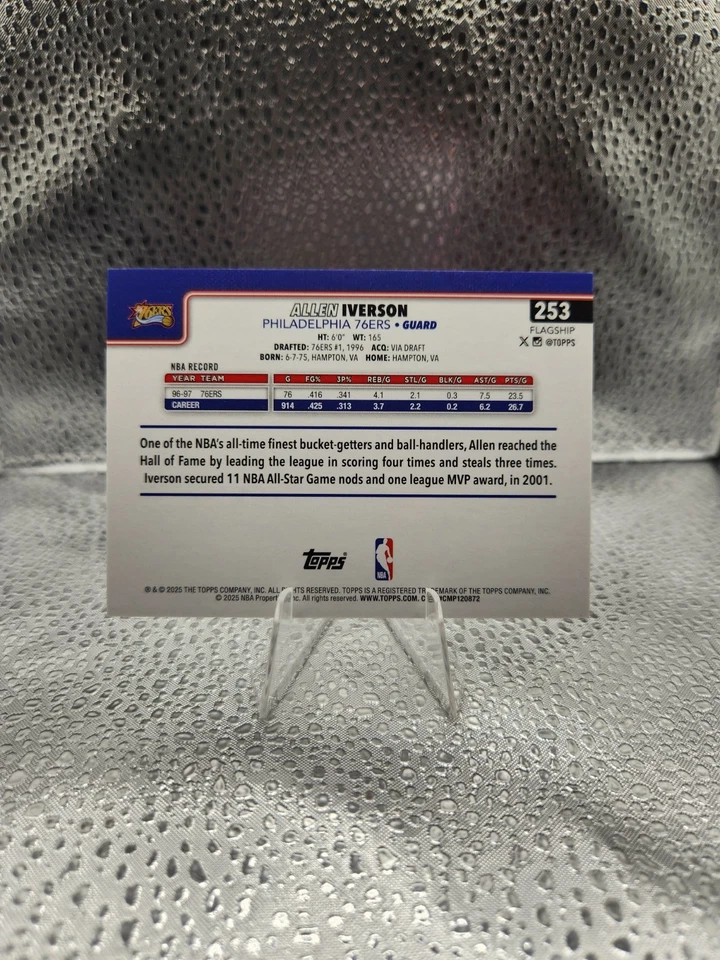 76ERS
ALLEN IVERSON
253
PHILADELPHIA 76ERS • GUARD
FLAGSHIP
HT: 6'0" WT: 165
X @TOPPS
DRAFTED: 76ERS #1, 1996 ACQ: VIA DRAFT
BORN: 6-7-75, HAMPTON, VA HOME: HAMPTON, VA
NBA RECORD
YEAR TEAM G FG% 3P% REB/G STL/G BLK/G AST/G PTS/G
96-97 76ERS 76 .416 .341 4.1 2.1 0.3 7.5 23.5
CAREER 914 .425 .313 3.7 2.2 0.2 6.2 26.7
One of the NBA's all-time finest bucket-getters and ball-handlers, Allen reached the
Hall of Fame by leading the league in scoring four times and steals three times.
Iverson secured 11 NBA All-Star Game nods and one league MVP award, in 2001.
Topps
NBA
® & © 2025 THE TOPPS COMPANY, INC. ALL RIGHTS RESERVED. TOPPS IS A REGISTERED TRADEMARK OF THE TOPPS COMPANY, INC.
© 2025 NBA Properties, Inc. All rights reserved. WWW.TOPPS.COM. CMP120872